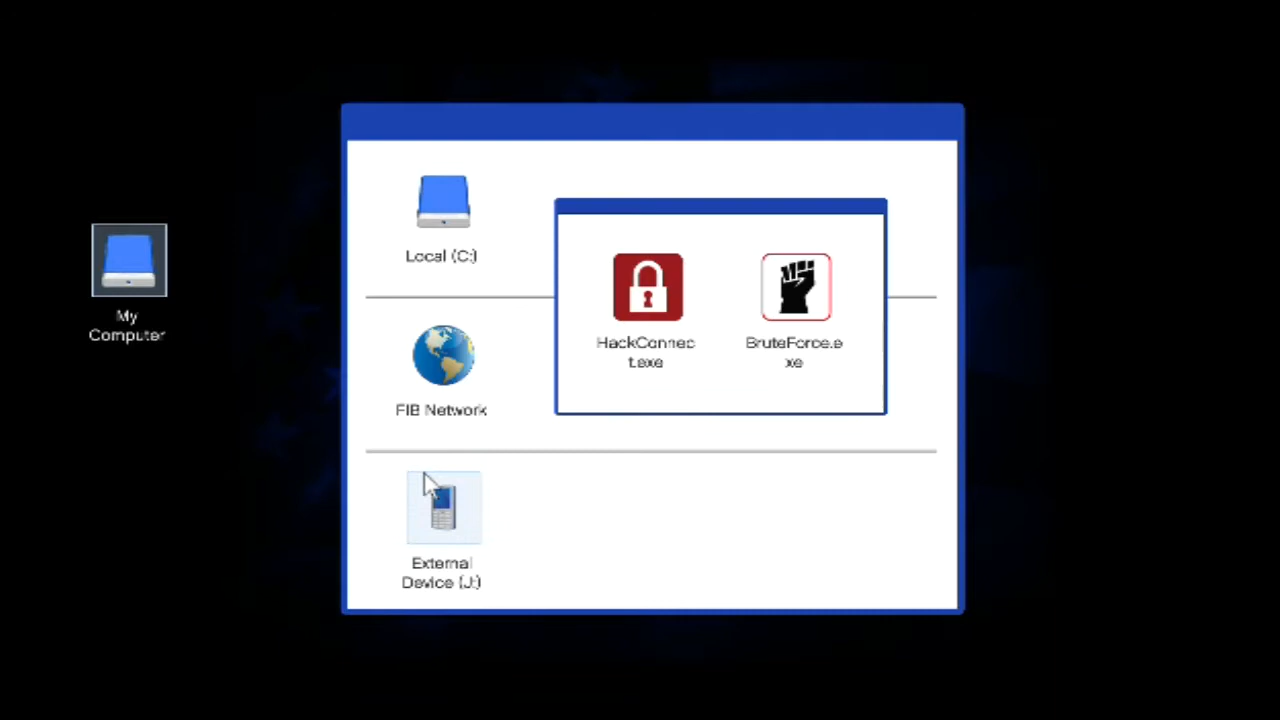 My
Computer
Local (C:)
FIB Network
External
Device (J:)
HackConnec
t.exe
BruteForce.e
xe